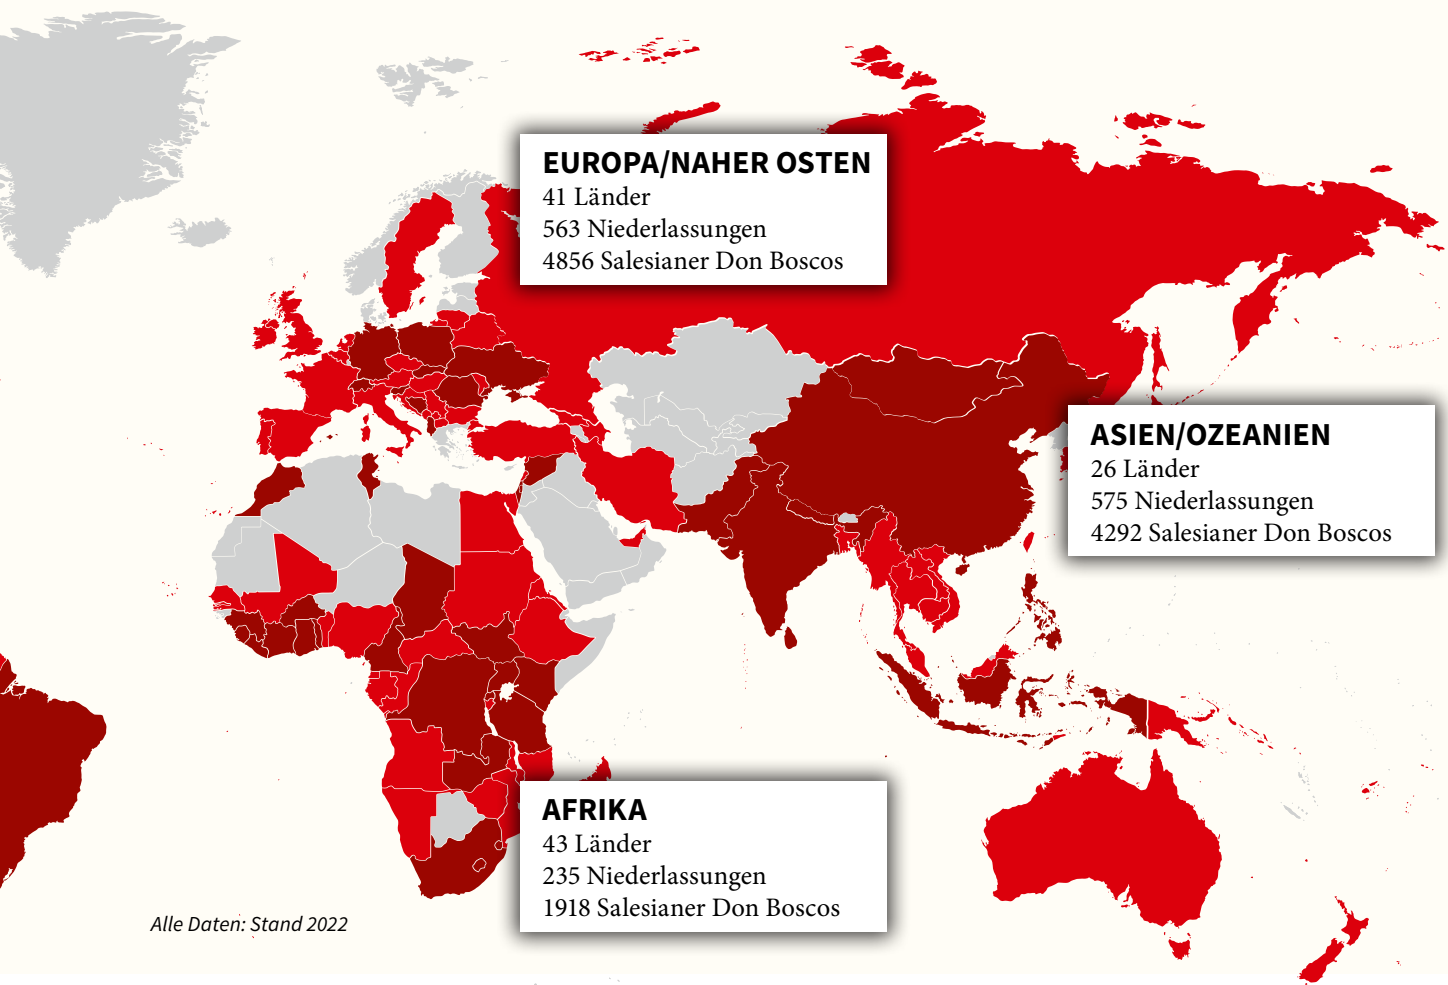 EUROPA/NAHER OSTEN
41 Länder
563 Niederlassungen
4856 Salesianer Don Boscos
ASIEN/OZEANIEN
26 Länder
575 Niederlassungen
4292 Salesianer Don Boscos
AFRIKA
43 Länder
235 Niederlassungen
1918 Salesianer Don Boscos
Alle Daten: Stand 2022